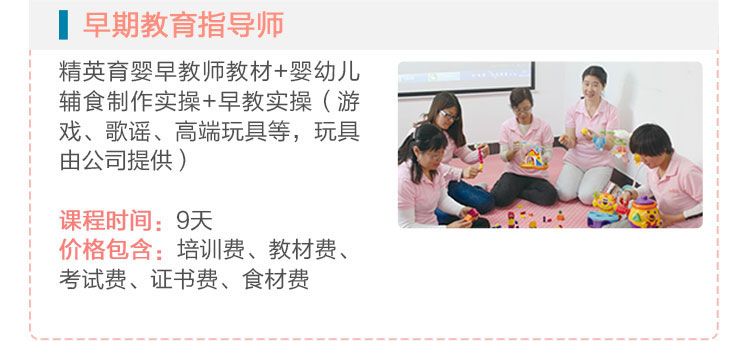 早期教育指导师
精英育婴早教师教材+婴幼儿
辅食制作实操+早教实操（游
戏、歌谣、高端玩具等，玩具
由公司提供）
课程时间：9天
价格包含：培训费、教材费、
考试费、证书费、食材费